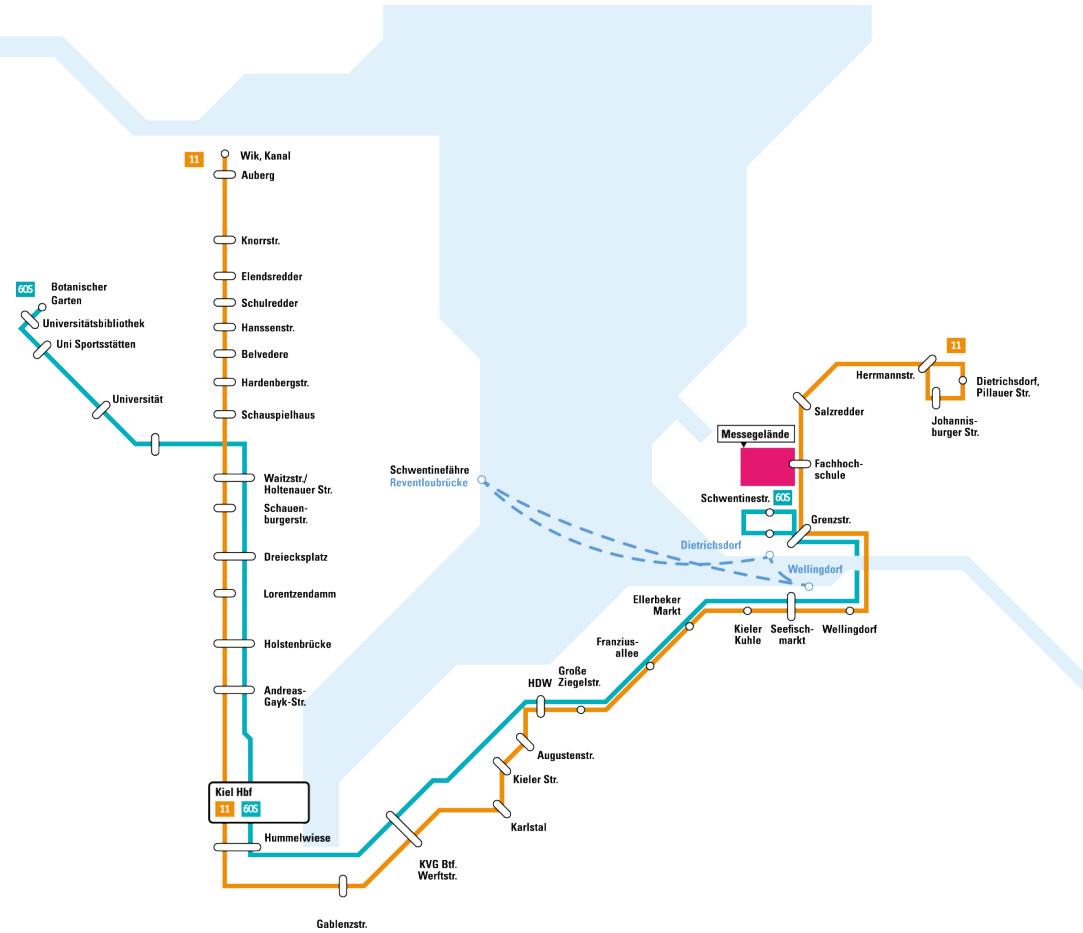 11
Wik, Kanal
Auberg
Knorrstr.
Elendsredder
Schulredder
Hanssenstr.
Belvedere
Hardenbergstr.
Schauspielhaus
60S
Botanischer
Garten
Universitätsbibliothek
Uni Sportsstätten
Universität
Waitzstr./
Holtenauer Str.
Schauen-
burgerstr.
Dreiecksplatz
Lorentzendamm
Holstenbrücke
Andreas-
Gayk-Str.
Kiel Hbf
11
60S
Hummelwiese
Gablenzstr.
KVG Btf.
Werftstr.
Karlstal
Kieler Str.
Augustenstr.
HDW
Große
Ziegelstr.
Franzius-
allee
Ellerbeker
Markt
Kieler
Kuhle
Seefisch-
markt
Wellingdorf
Schwentinefähre
Reventloubrücke
Dietrichsdorf
Wellingdorf
Grenzstr.
Schwentinestr.
60S
Messegelände
Fachhoch-
schule
Salzredder
Herrmannstr.
11
Dietrichsdorf,
Pillauer Str.
Johannis-
burger Str.